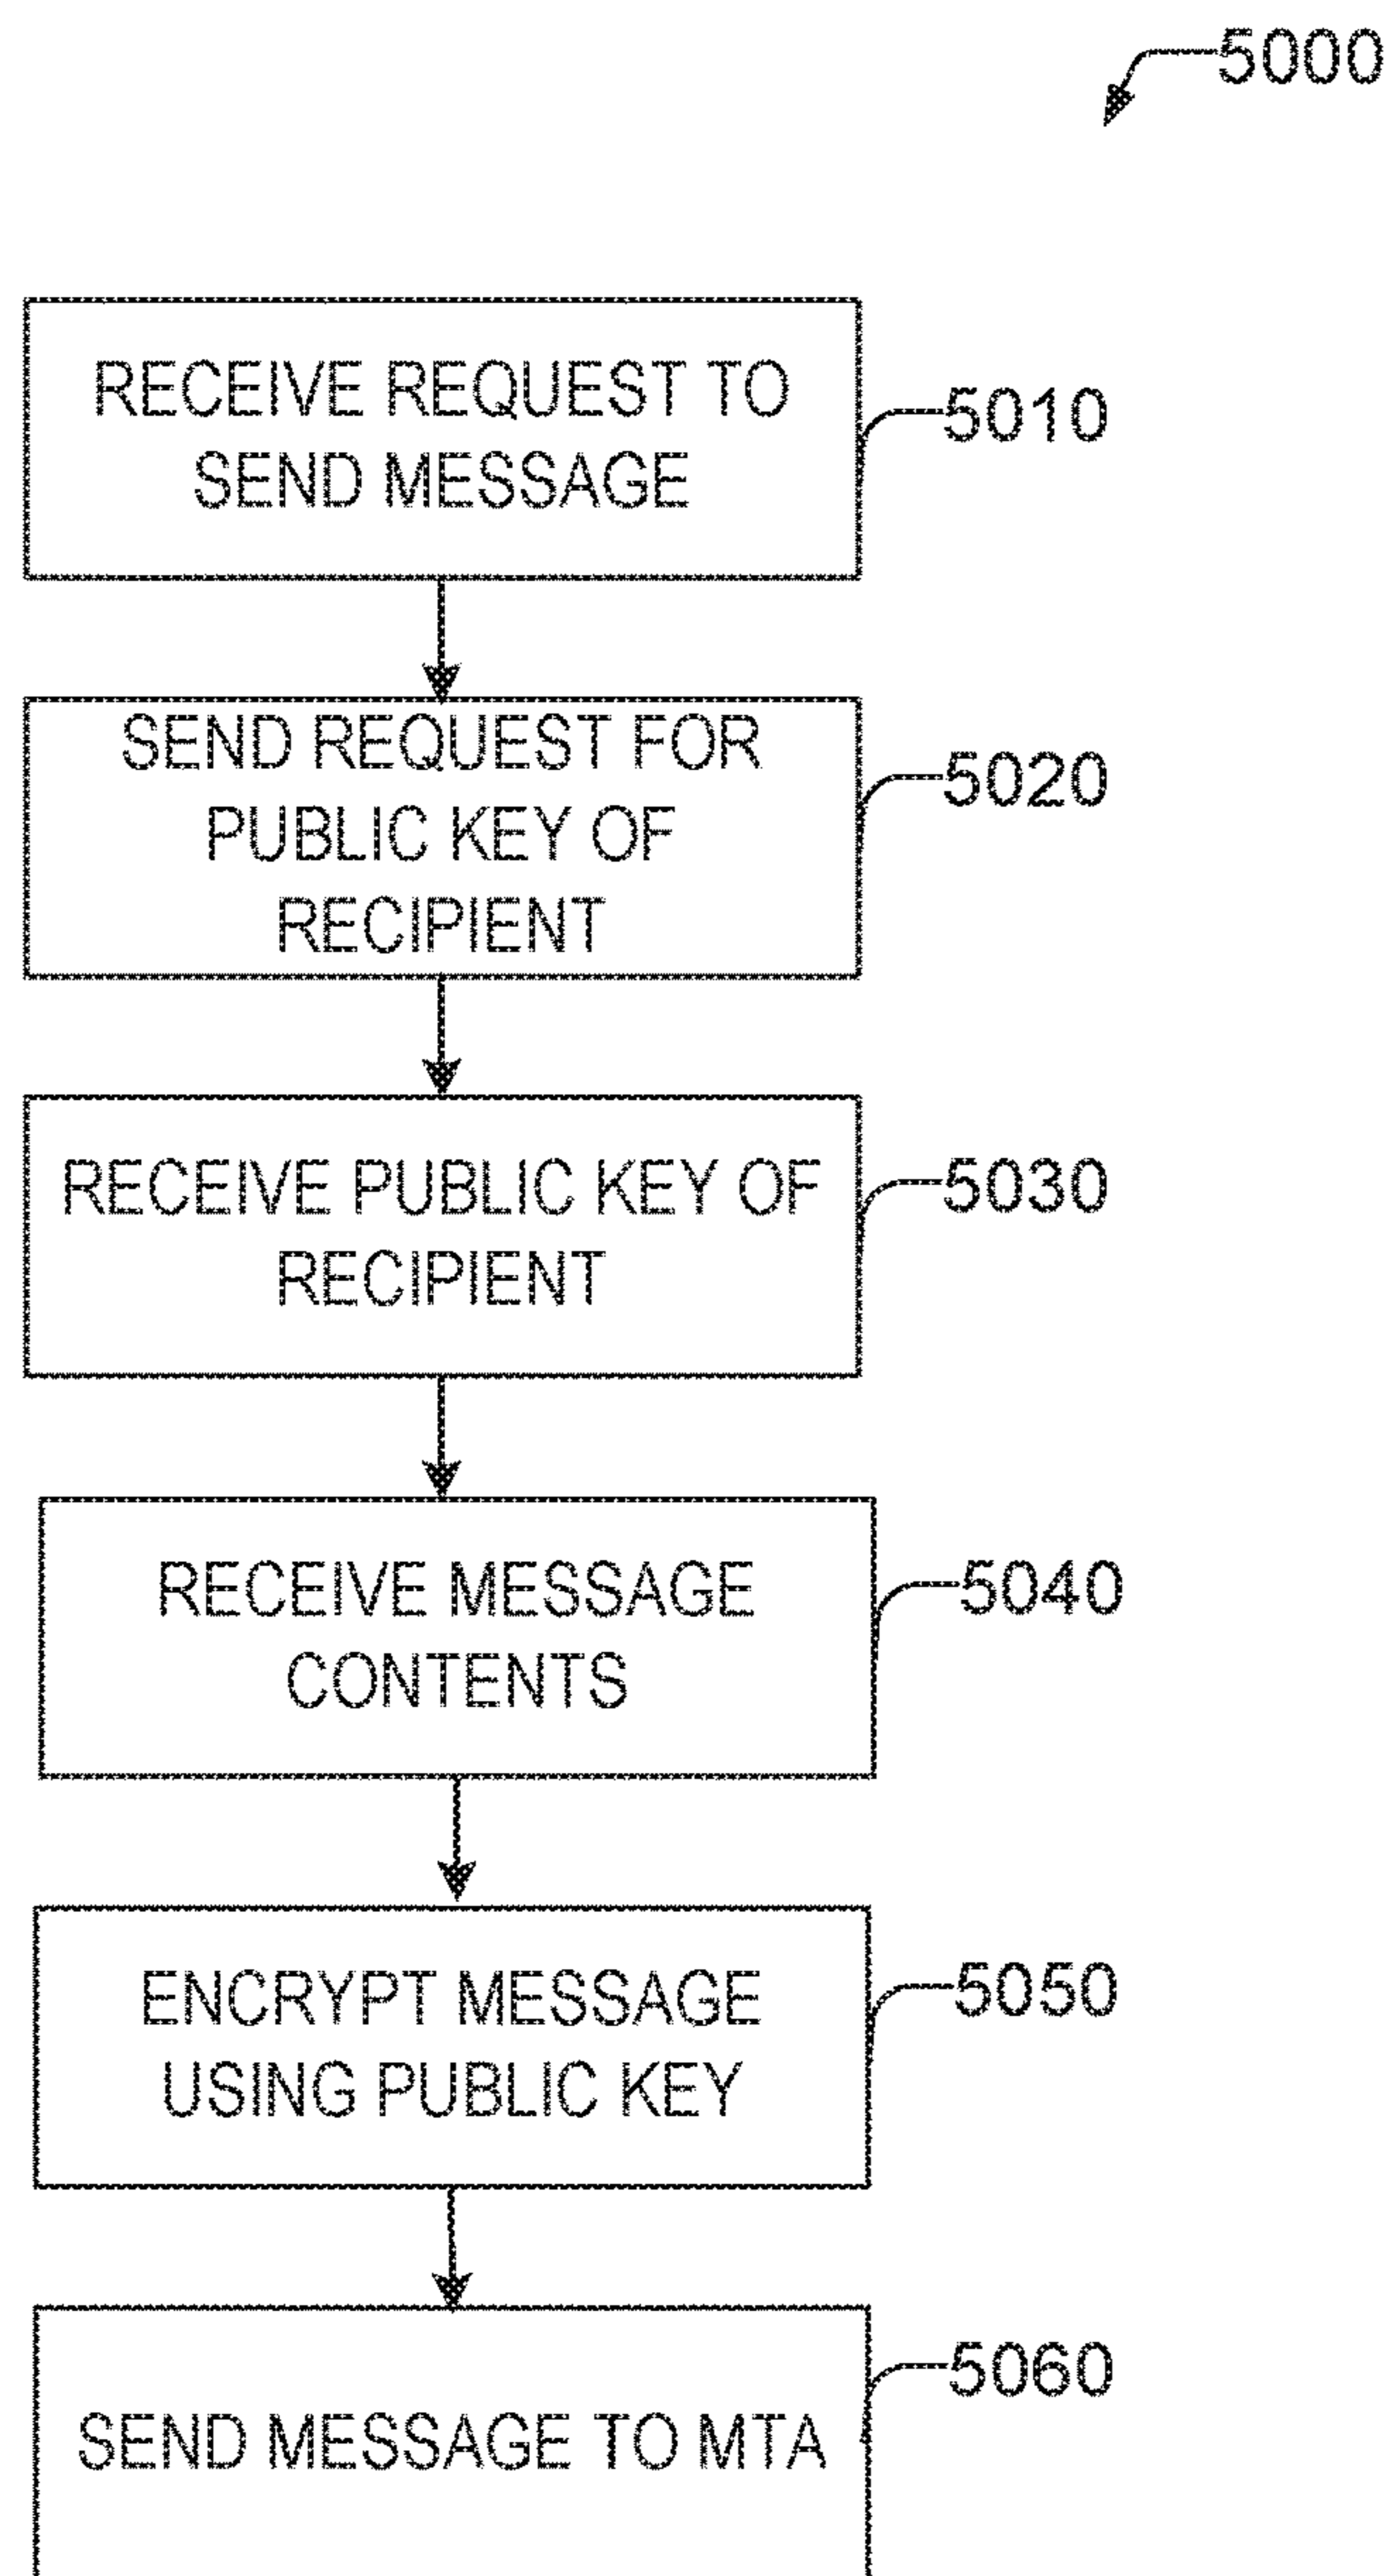 5000
RECEIVE REQUEST TO
SEND MESSAGE
5010
SEND REQUEST FOR
PUBLIC KEY OF
RECIPIENT
5020
RECEIVE PUBLIC KEY OF
RECIPIENT
5030
RECEIVE MESSAGE
CONTENTS
5040
ENCRYPT MESSAGE
USING PUBLIC KEY
5050
SEND MESSAGE TO MTA
5060